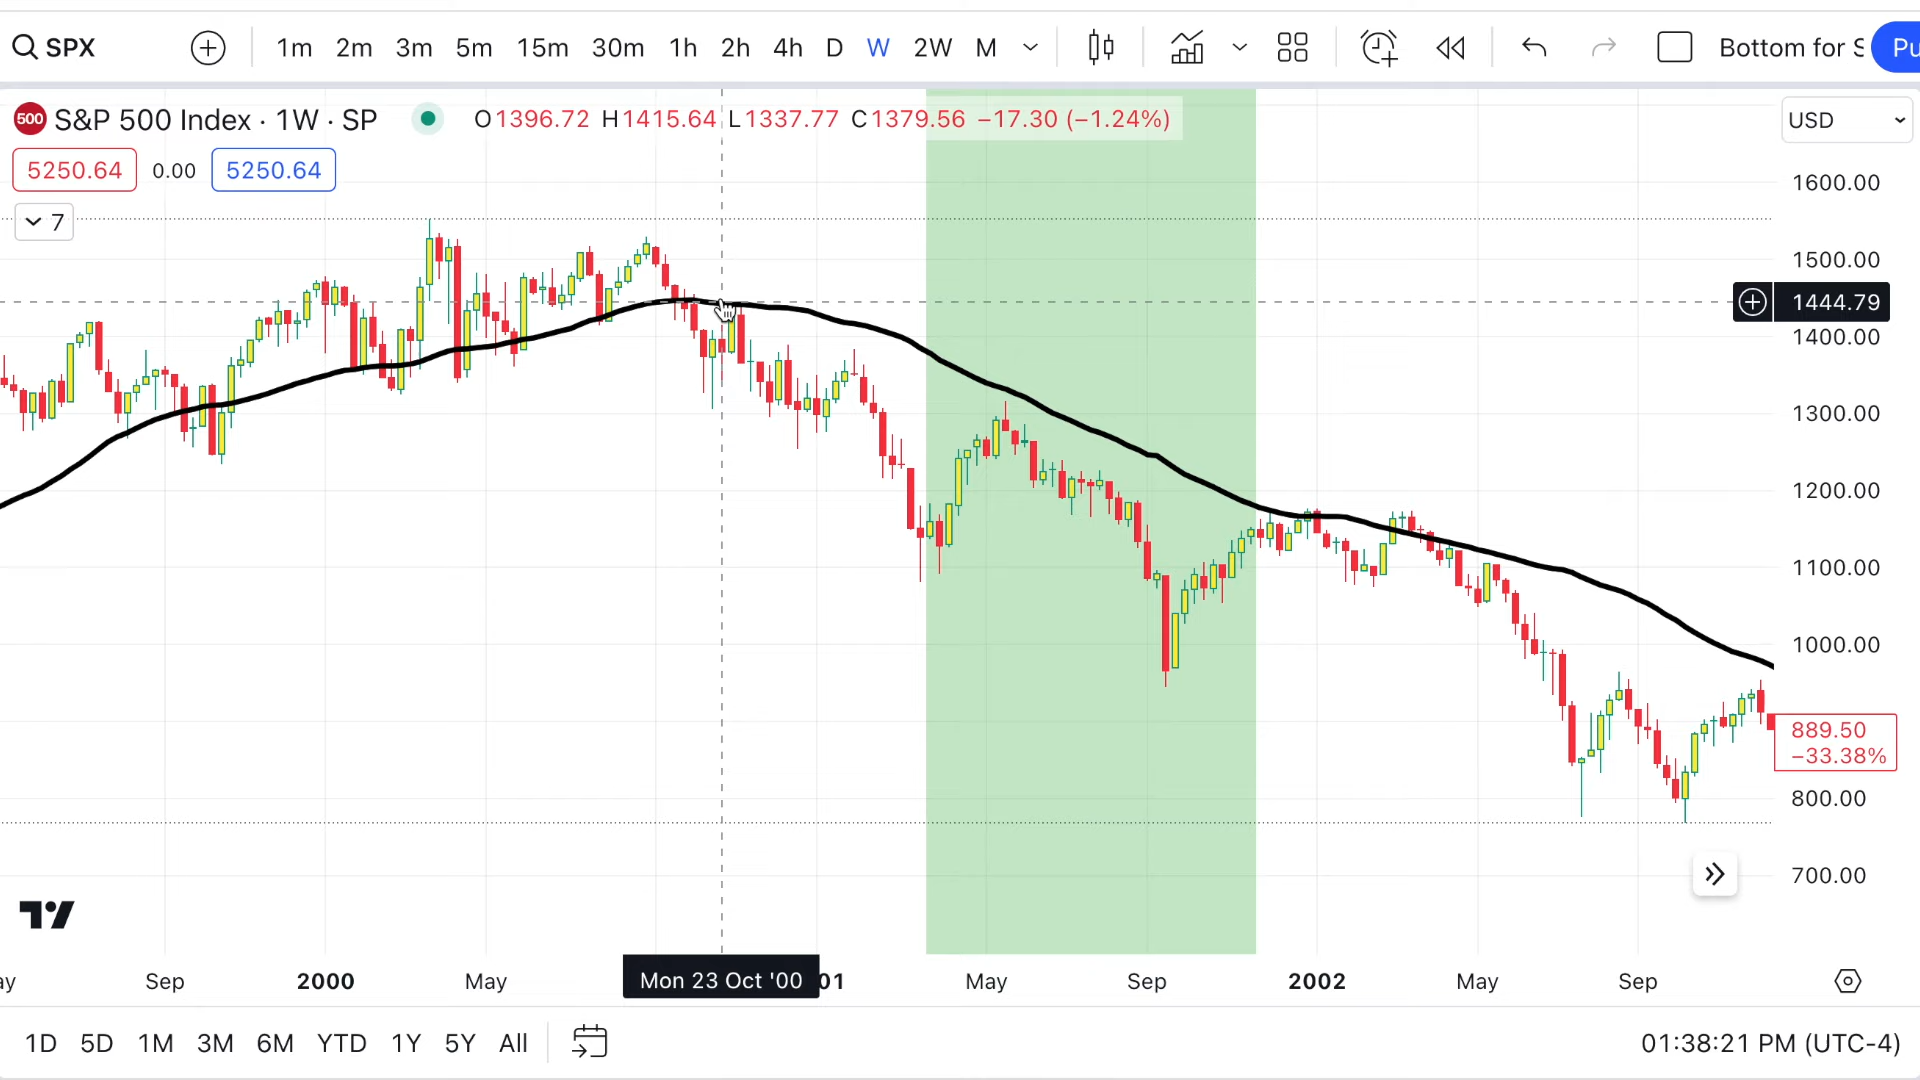 SPX 1m 2m 3m 5m 15m 30m 1h 2h 4h D W 2W M Bottom for S Pu
500 S&P 500 Index · 1W · SP O1396.72 H1415.64 L1337.77 C1379.56 −17.30 (−1.24%) USD
5250.64 0.00 5250.64
7
1600.00
1500.00
1444.79
1400.00
1300.00
1200.00
1100.00
1000.00
889.50
−33.38%
800.00
700.00
ay Sep 2000 May Mon 23 Oct '00 01 May Sep 2002 May Sep
1D 5D 1M 3M 6M YTD 1Y 5Y All 01:38:21 PM (UTC-4)